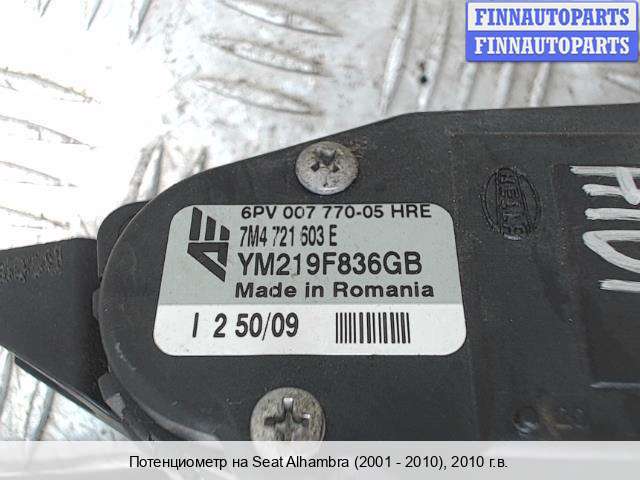 FINNAUTOPARTS
FINNAUTOPARTS
6PV 007 770-05 HRE
7M4 721 603 E
YM219F836GB
Made in Romania
I 2 50/09
HELLA
Потенциометр на Seat Alhambra (2001 - 2010), 2010 г.в.